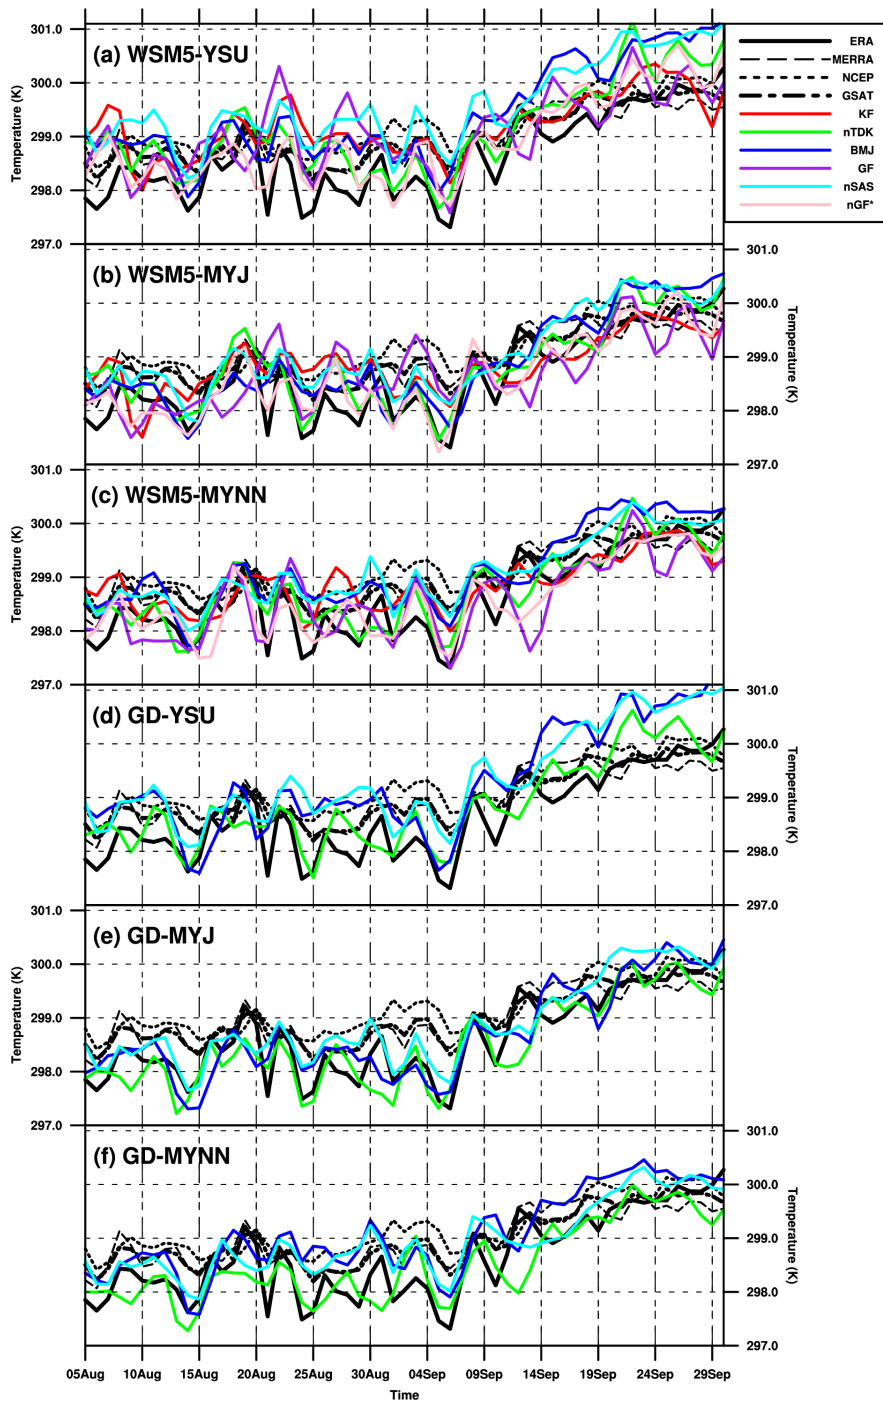 (a) WSM5-YSU
301.0
300.0
299.0
298.0
297.0
Temperature (K)
ERA
MERRA
NCEP
GSAT
KF
nTDK
BMJ
GF
nSAS
nGF*
(b) WSM5-MYJ
301.0
300.0
299.0
298.0
297.0
Temperature (K)
(c) WSM5-MYNN
301.0
300.0
299.0
298.0
297.0
Temperature (K)
(d) GD-YSU
301.0
300.0
299.0
298.0
297.0
Temperature (K)
(e) GD-MYJ
301.0
300.0
299.0
298.0
297.0
Temperature (K)
(f) GD-MYNN
301.0
300.0
299.0
298.0
297.0
Temperature (K)
05Aug 10Aug 15Aug 20Aug 25Aug 30Aug 04Sep 09Sep 14Sep 19Sep 24Sep 29Sep
Time